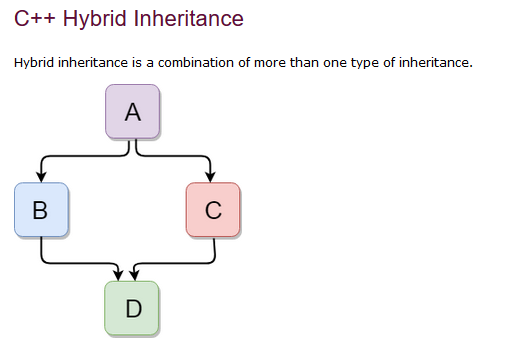 C++ Hybrid Inheritance
Hybrid inheritance is a combination of more than one type of inheritance.
A
B
C
D